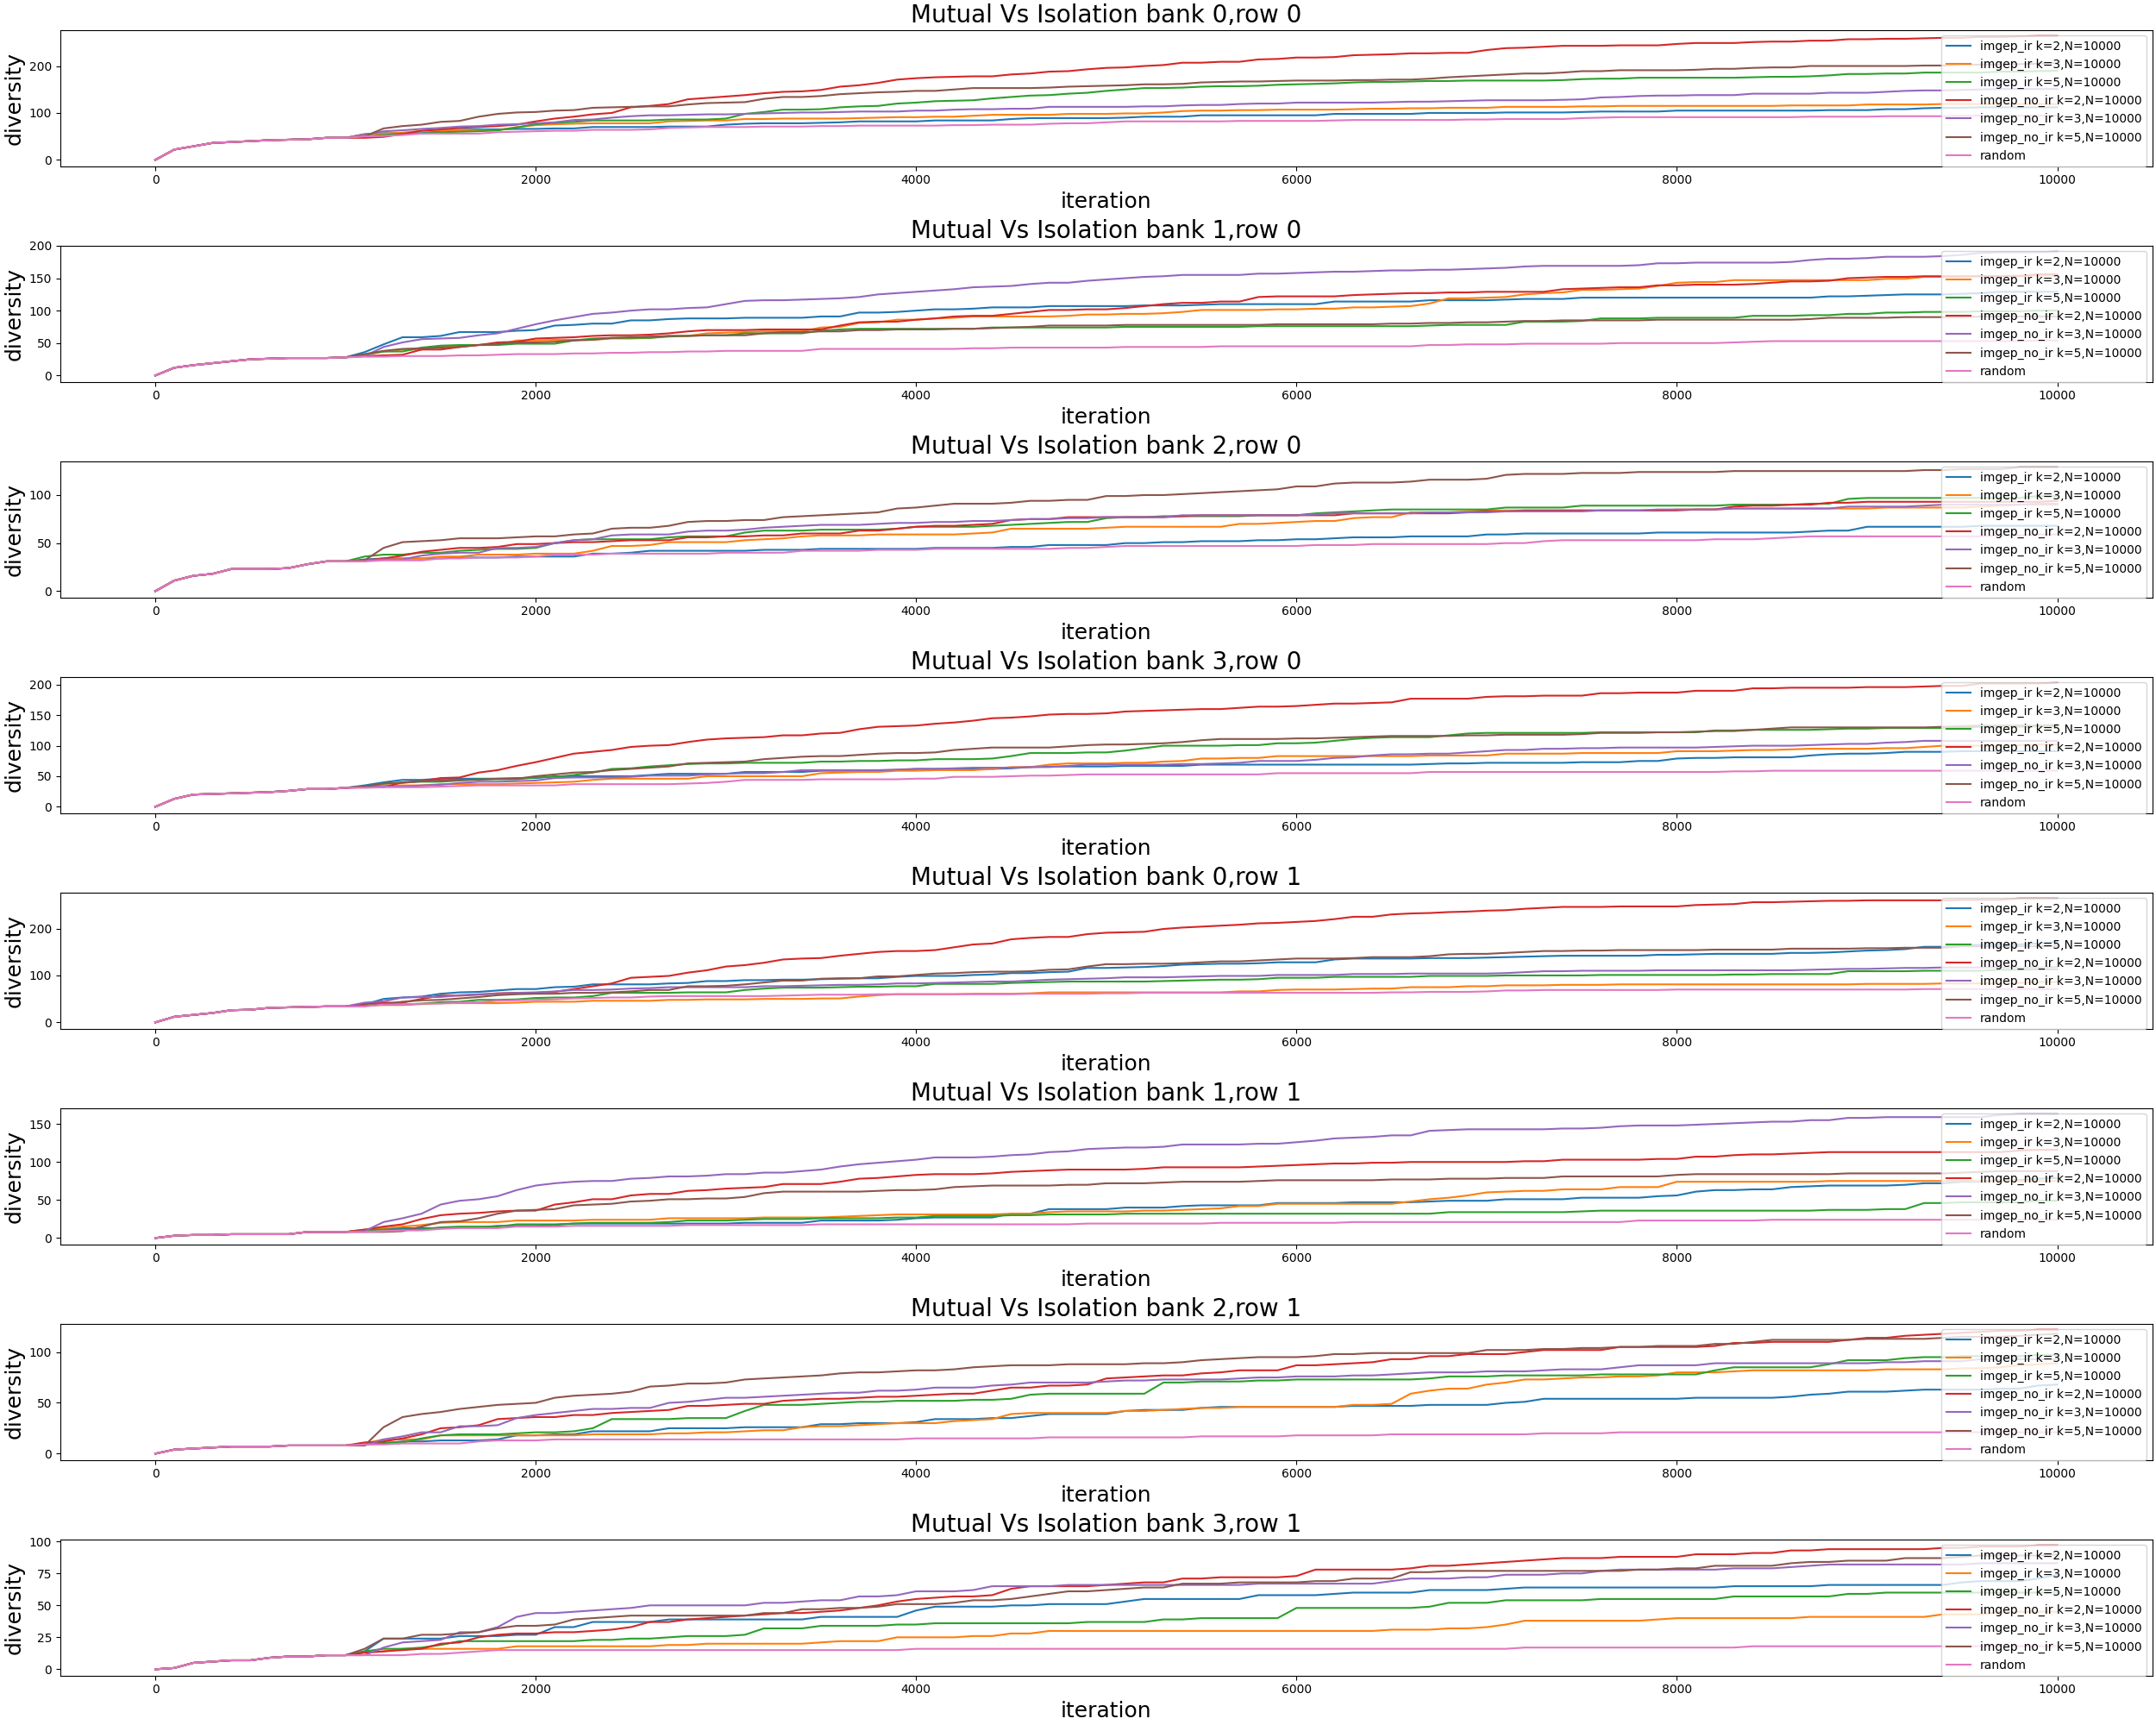 Mutual Vs Isolation bank 0,row 0
diversity
200
100
0
imgep_ir k=2,N=10000
imgep_ir k=3,N=10000
imgep_ir k=5,N=10000
imgep_no_ir k=2,N=10000
imgep_no_ir k=3,N=10000
imgep_no_ir k=5,N=10000
random
0 2000 4000 6000 8000 10000
iteration
Mutual Vs Isolation bank 1,row 0
diversity
200
150
100
50
0
imgep_ir k=2,N=10000
imgep_ir k=3,N=10000
imgep_ir k=5,N=10000
imgep_no_ir k=2,N=10000
imgep_no_ir k=3,N=10000
imgep_no_ir k=5,N=10000
random
0 2000 4000 6000 8000 10000
iteration
Mutual Vs Isolation bank 2,row 0
diversity
100
50
0
imgep_ir k=2,N=10000
imgep_ir k=3,N=10000
imgep_ir k=5,N=10000
imgep_no_ir k=2,N=10000
imgep_no_ir k=3,N=10000
imgep_no_ir k=5,N=10000
random
0 2000 4000 6000 8000 10000
iteration
Mutual Vs Isolation bank 3,row 0
diversity
200
150
100
50
0
imgep_ir k=2,N=10000
imgep_ir k=3,N=10000
imgep_ir k=5,N=10000
imgep_no_ir k=2,N=10000
imgep_no_ir k=3,N=10000
imgep_no_ir k=5,N=10000
random
0 2000 4000 6000 8000 10000
iteration
Mutual Vs Isolation bank 0,row 1
diversity
200
100
0
imgep_ir k=2,N=10000
imgep_ir k=3,N=10000
imgep_ir k=5,N=10000
imgep_no_ir k=2,N=10000
imgep_no_ir k=3,N=10000
imgep_no_ir k=5,N=10000
random
0 2000 4000 6000 8000 10000
iteration
Mutual Vs Isolation bank 1,row 1
diversity
150
100
50
0
imgep_ir k=2,N=10000
imgep_ir k=3,N=10000
imgep_ir k=5,N=10000
imgep_no_ir k=2,N=10000
imgep_no_ir k=3,N=10000
imgep_no_ir k=5,N=10000
random
0 2000 4000 6000 8000 10000
iteration
Mutual Vs Isolation bank 2,row 1
diversity
100
50
0
imgep_ir k=2,N=10000
imgep_ir k=3,N=10000
imgep_ir k=5,N=10000
imgep_no_ir k=2,N=10000
imgep_no_ir k=3,N=10000
imgep_no_ir k=5,N=10000
random
0 2000 4000 6000 8000 10000
iteration
Mutual Vs Isolation bank 3,row 1
diversity
100
75
50
25
0
imgep_ir k=2,N=10000
imgep_ir k=3,N=10000
imgep_ir k=5,N=10000
imgep_no_ir k=2,N=10000
imgep_no_ir k=3,N=10000
imgep_no_ir k=5,N=10000
random
0 2000 4000 6000 8000 10000
iteration